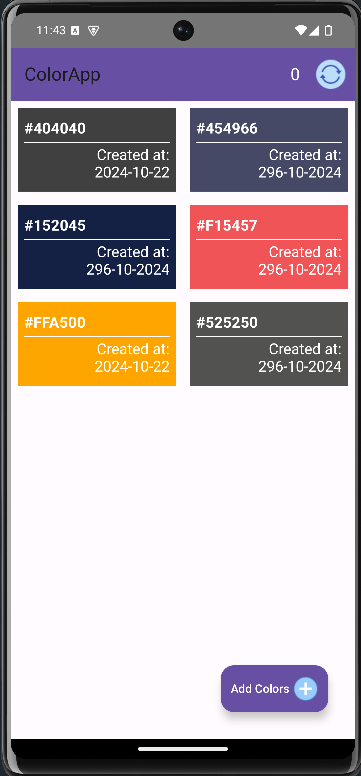 11:43 A
ColorApp 0
#404040
Created at:
2024-10-22
#454966
Created at:
296-10-2024
#152045
Created at:
296-10-2024
#F15457
Created at:
296-10-2024
#FFA500
Created at:
2024-10-22
#525250
Created at:
296-10-2024
Add Colors